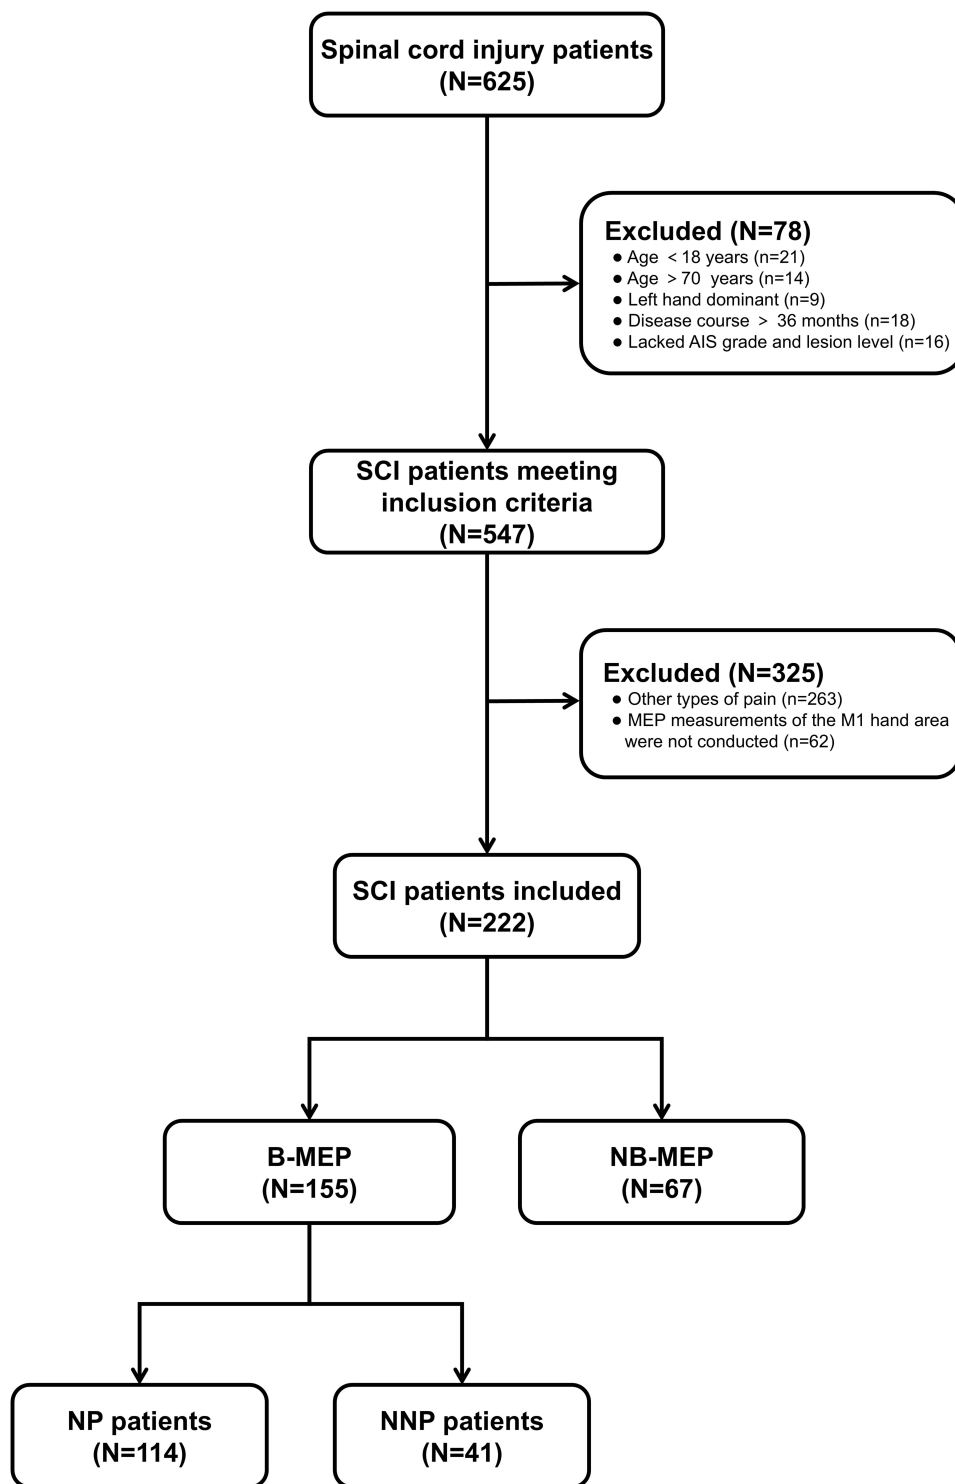 Spinal cord injury patients
(N=625)
Excluded (N=78)
● Age < 18 years (n=21)
● Age > 70 years (n=14)
● Left hand dominant (n=9)
● Disease course > 36 months (n=18)
● Lacked AIS grade and lesion level (n=16)
SCI patients meeting
inclusion criteria
(N=547)
Excluded (N=325)
● Other types of pain (n=263)
● MEP measurements of the M1 hand area
were not conducted (n=62)
SCI patients included
(N=222)
B-MEP
(N=155)
NB-MEP
(N=67)
NP patients
(N=114)
NNP patients
(N=41)